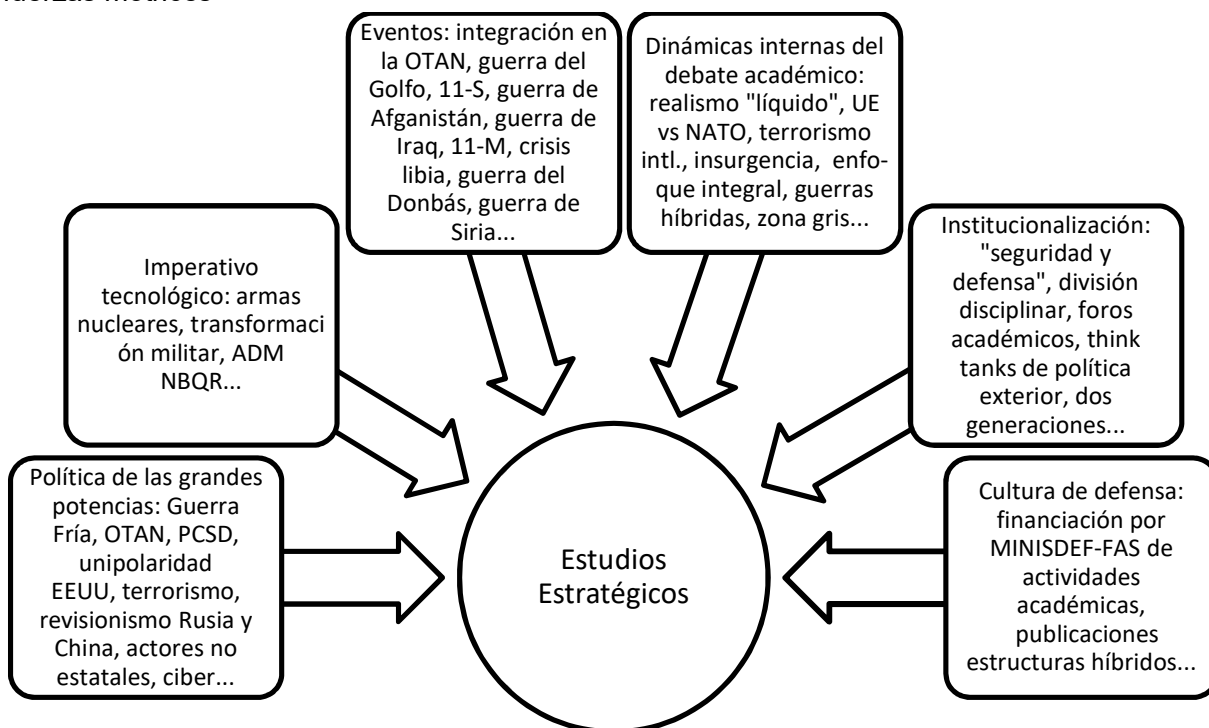 Eventos: integración en
la OTAN, guerra del
Golfo, 11-S, guerra de
Afganistán, guerra de
Iraq, 11-M, crisis
libia, guerra del
Donbás, guerra de
Siria...
Dinámicas internas del
debate académico:
realismo "líquido", UE
vs NATO, terrorismo
intl., insurgencia, enfo-
que integral, guerras
híbridas, zona gris...
Imperativo
tecnológico: armas
nucleares, transformaci
ón militar, ADM
NBQR...
Institucionalización:
"seguridad y
defensa", división
disciplinar, foros
académicos, think
tanks de política
exterior, dos
generaciones...
Política de las grandes
potencias: Guerra
Fría, OTAN, PCSD,
unipolaridad
EEUU, terrorismo,
revisionismo Rusia y
China, actores no
estatales, ciber...
Estudios
Estratégicos
Cultura de defensa:
financiación por
MINISDEF-FAS de
actividades
académicas,
publicaciones
estructuras híbridos...